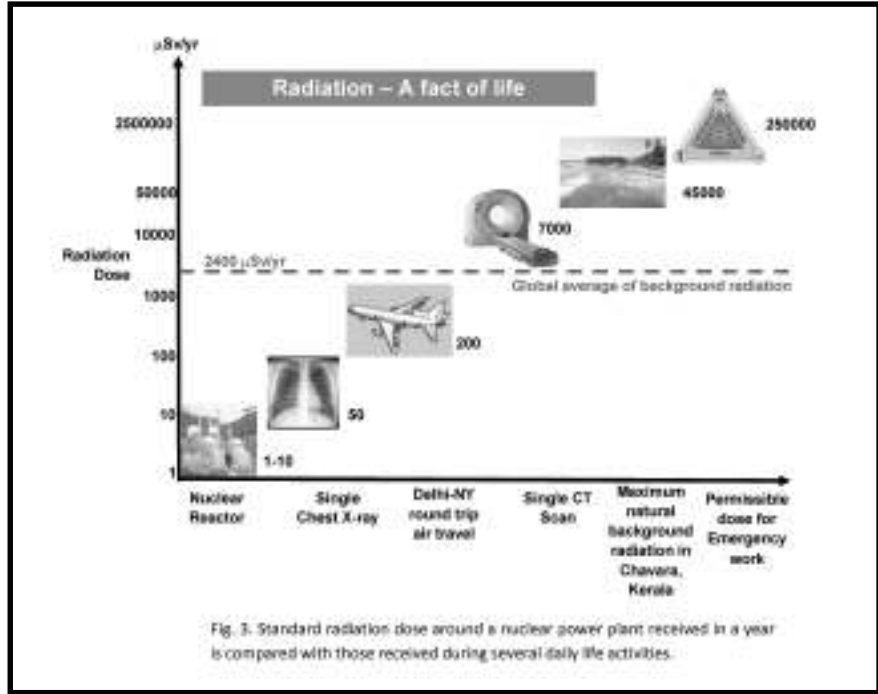 μSv/yr
Radiation – A fact of life
2500000
250000
50000
45000
10000
7000
Radiation
Dose
2400 μSv/yr
Global average of background radiation
1000
200
100
50
10
1-10
1
Nuclear
Reactor
Single
Chest X-ray
Delhi-NY
round trip
air travel
Single CT
Scan
Maximum
natural
background
radiation in
Chavara,
Kerala
Permissible
dose for
Emergency
work
Fig. 3. Standard radiation dose around a nuclear power plant received in a year
is compared with those received during several daily life activities.